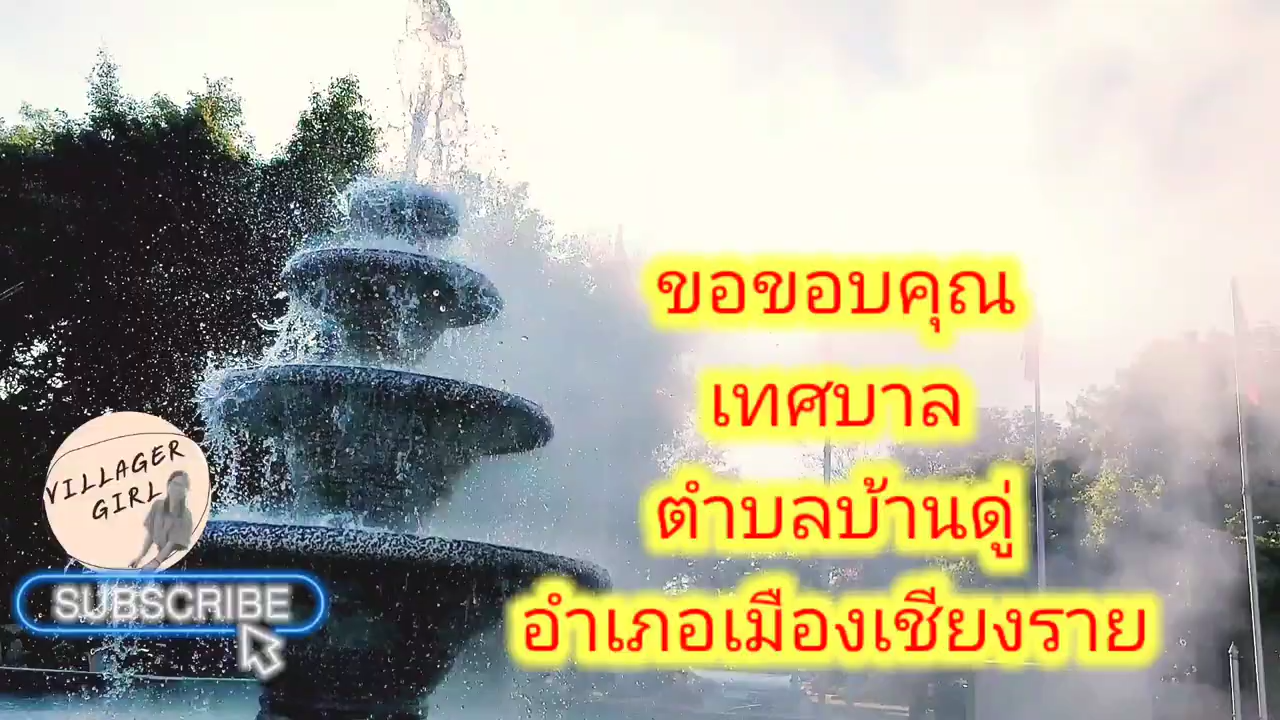 ขอขอบคุณ
เทศบาล
ตำบลบ้านดู่
อำเภอเมืองเชียงราย
VILLAGER
GIRL
SUBSCRIBE